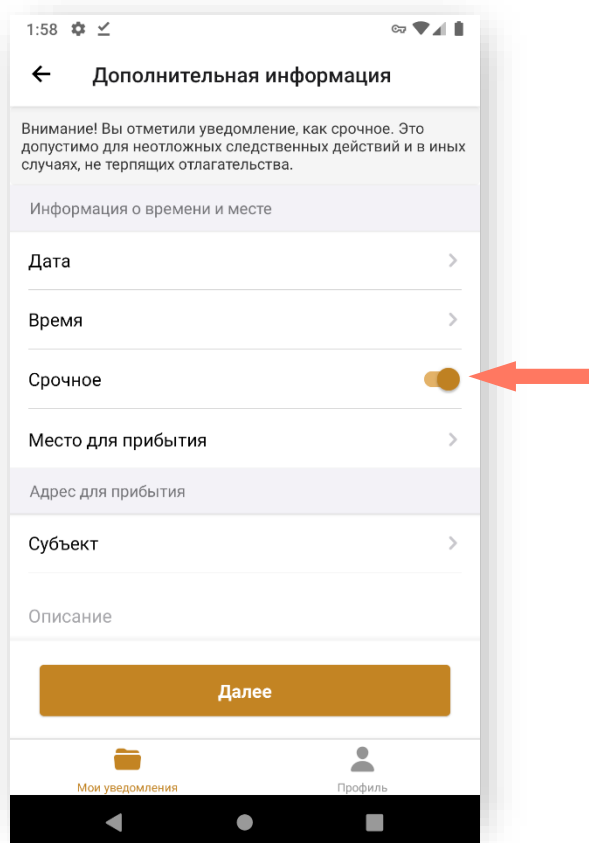 1:58
Дополнительная информация
Внимание! Вы отметили уведомление, как срочное. Это
допустимо для неотложных следственных действий и в иных
случаях, не терпящих отлагательства.
Информация о времени и месте
Дата
Время
Срочное
Место для прибытия
Адрес для прибытия
Субъект
Описание
Далее
Мои уведомления
Профиль